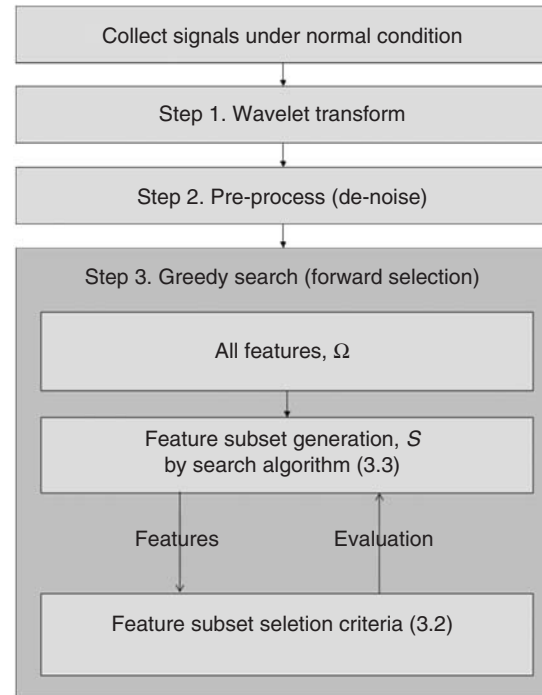 Collect signals under normal condition
Step 1. Wavelet transform
Step 2. Pre-process (de-noise)
Step 3. Greedy search (forward selection)
All features, Ω
Feature subset generation, S
by search algorithm (3.3)
Features
Evaluation
Feature subset seletion criteria (3.2)